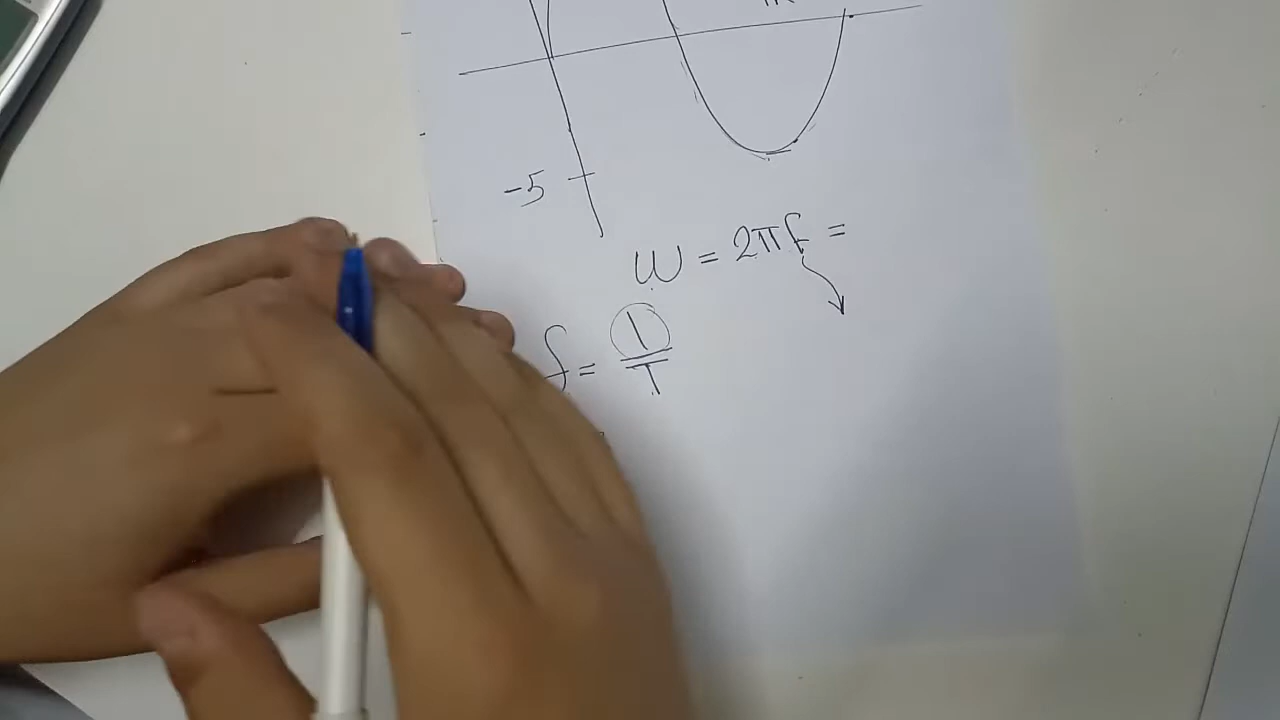 -5
ω = 2πf =
f = 1/T